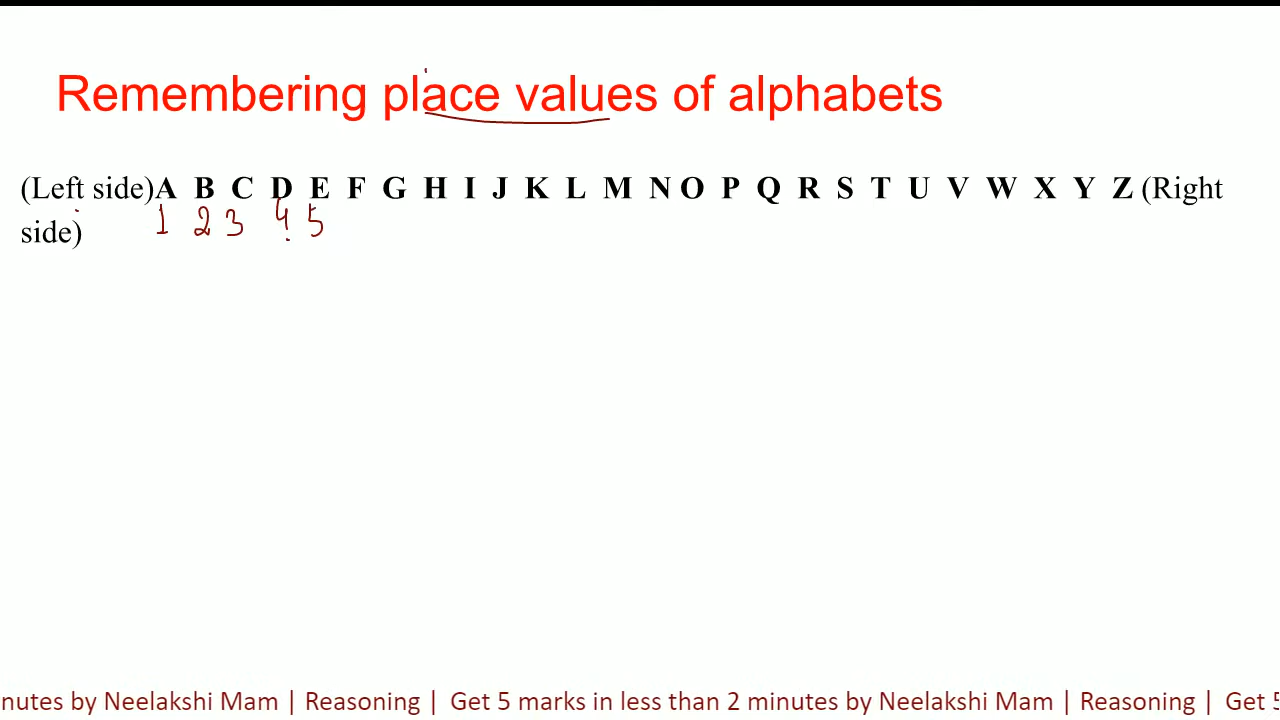 Remembering place values of alphabets
(Left side)A B C D E F G H I J K L M N O P Q R S T U V W X Y Z (Right
side)
1 2 3 4 5
nutes by Neelakshi Mam | Reasoning | Get 5 marks in less than 2 minutes by Neelakshi Mam | Reasoning | Get 5